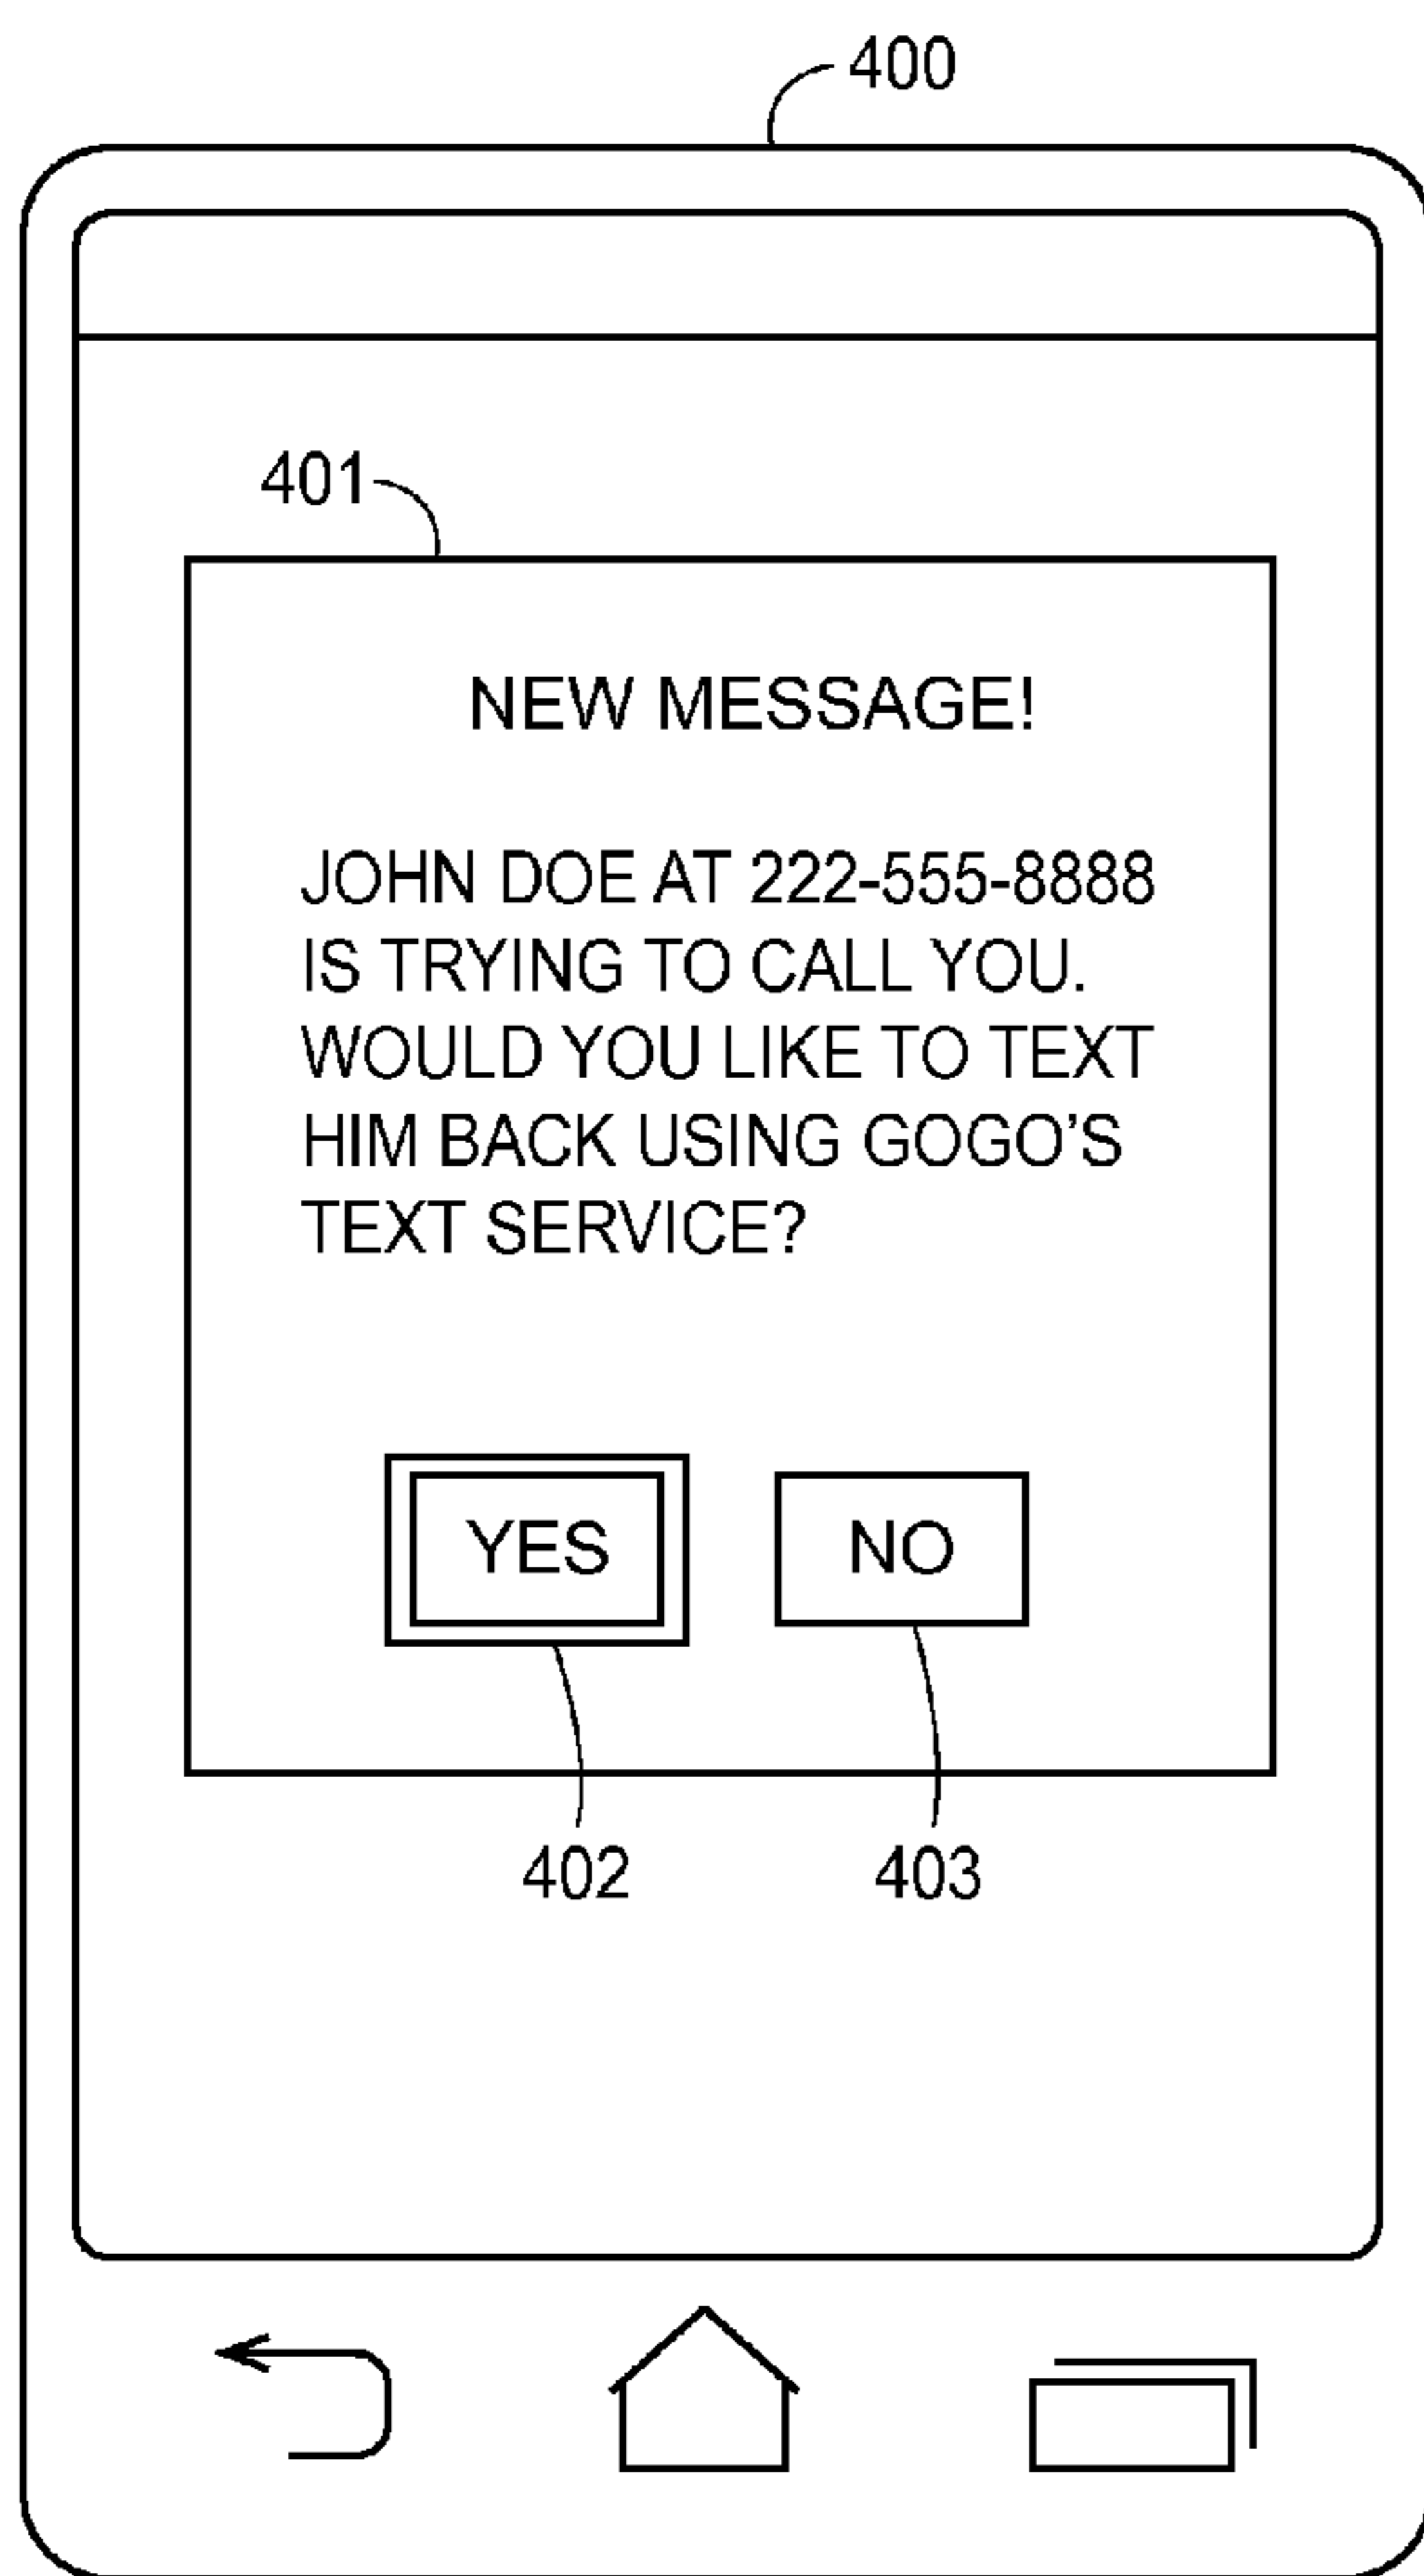 400
401
NEW MESSAGE!
JOHN DOE AT 222-555-8888
IS TRYING TO CALL YOU.
WOULD YOU LIKE TO TEXT
HIM BACK USING GOGO'S
TEXT SERVICE?
YES NO
402 403